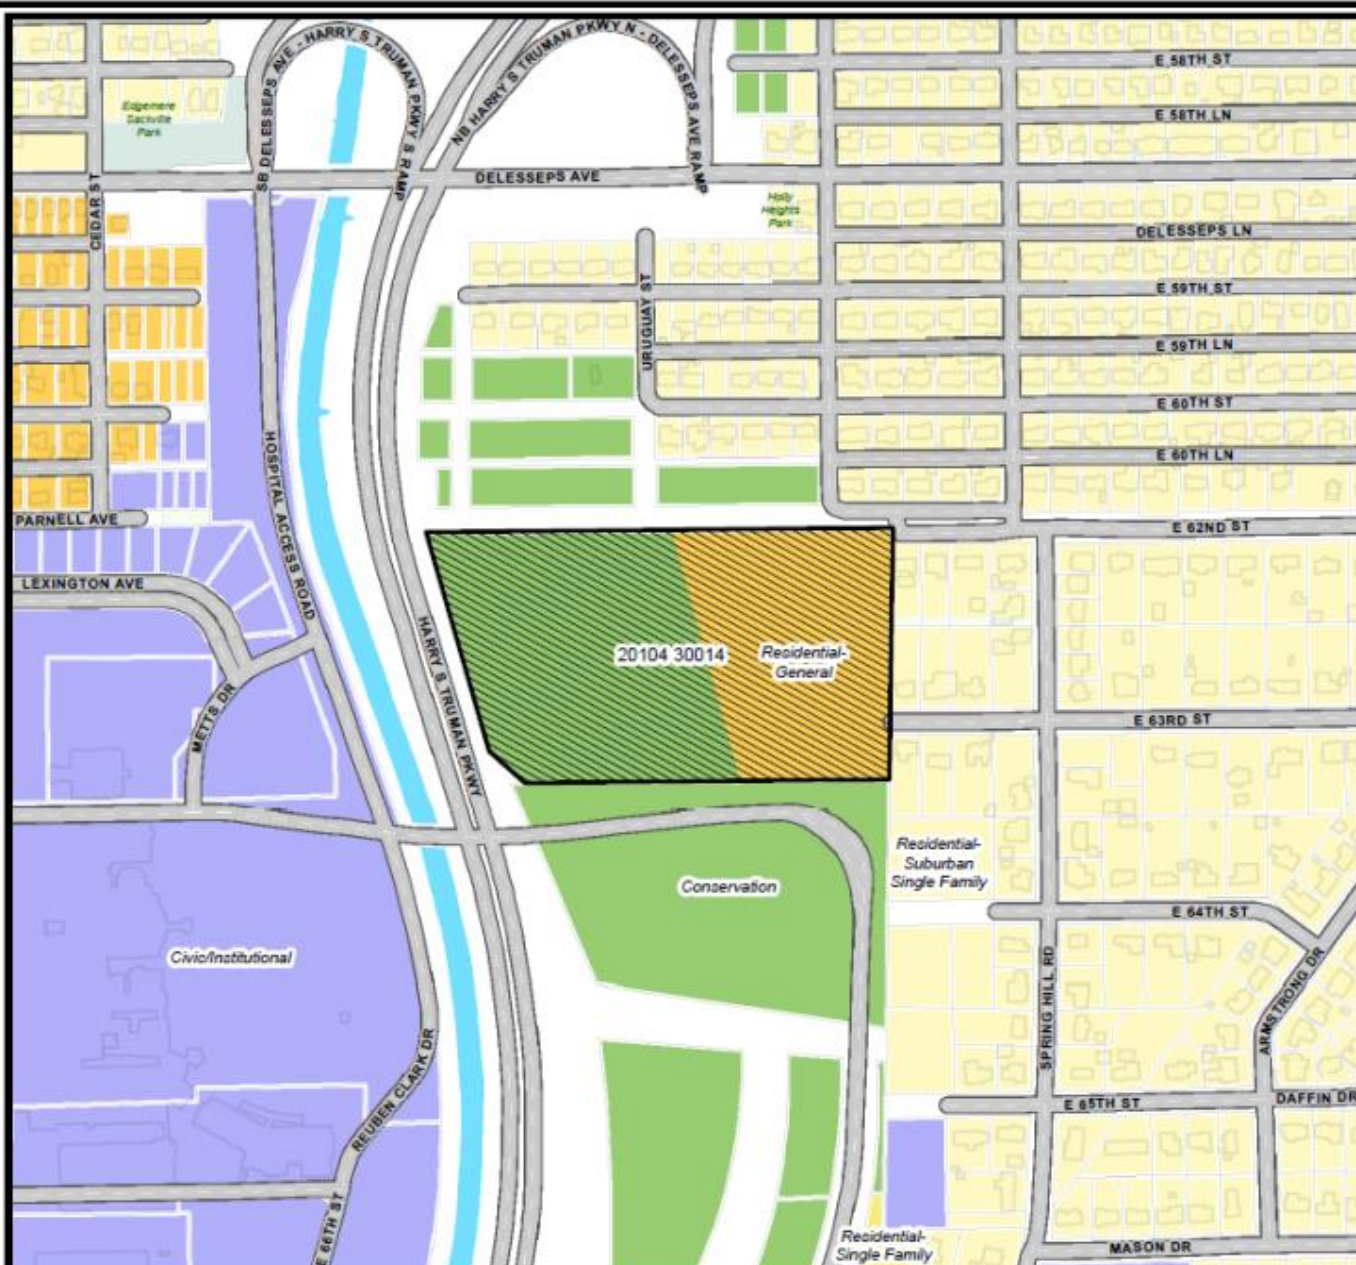 SB DELESSEPS AVE - HARRY S TRUMAN PKWY S RAMP
NB HARRY S TRUMAN PKWY N - DELESSEPS AVE RAMP
E 58TH ST
Edgemere
Sackville
Park
E 58TH LN
DELESSEPS AVE
CEDAR ST
Holly
Heights
Park
DELESSEPS LN
E 59TH ST
URUGUAY ST
E 59TH LN
E 60TH ST
E 60TH LN
HOSPITAL ACCESS ROAD
PARNELL AVE
E 62ND ST
LEXINGTON AVE
HARRY S TRUMAN PKWY
20104 30014
Residential-
General
METTS DR
E 63RD ST
Residential-
Suburban
Single Family
Conservation
E 64TH ST
Civic/Institutional
SPRING HILL RD
ARMSTRONG DR
REUBEN CLARK DR
E 65TH ST
DAFFIN DR
E 66TH ST
Residential-
Single Family
MASON DR